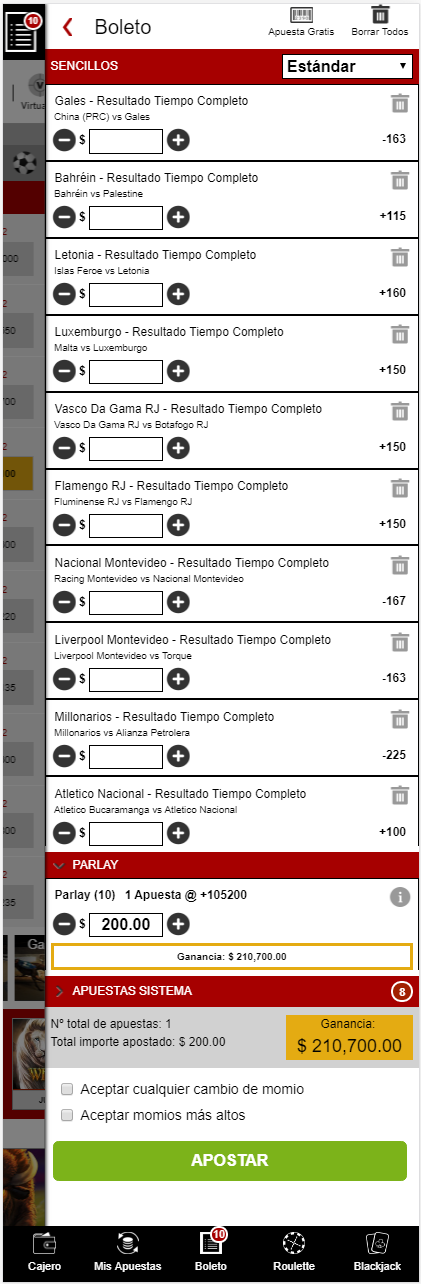 10
Boleto
Apuesta Gratis
Borrar Todos
SENCILLOS
Estándar
Gales - Resultado Tiempo Completo
China (PRC) vs Gales
$
-163
Bahréin - Resultado Tiempo Completo
Bahréin vs Palestine
$
+115
Letonia - Resultado Tiempo Completo
Islas Feroe vs Letonia
$
+160
Luxemburgo - Resultado Tiempo Completo
Malta vs Luxemburgo
$
+150
Vasco Da Gama RJ - Resultado Tiempo Completo
Vasco Da Gama RJ vs Botafogo RJ
$
+150
Flamengo RJ - Resultado Tiempo Completo
Fluminense RJ vs Flamengo RJ
$
+150
Nacional Montevideo - Resultado Tiempo Completo
Racing Montevideo vs Nacional Montevideo
$
-167
Liverpool Montevideo - Resultado Tiempo Completo
Liverpool Montevideo vs Torque
$
-163
Millonarios - Resultado Tiempo Completo
Millonarios vs Alianza Petrolera
$
-225
Atletico Nacional - Resultado Tiempo Completo
Atletico Bucaramanga vs Atletico Nacional
$
+100
PARLAY
Parlay (10) 1 Apuesta @ +105200
$ 200.00
Ganancia: $ 210,700.00
APUESTAS SISTEMA
8
Nº total de apuestas: 1
Total importe apostado: $ 200.00
Ganancia:
$ 210,700.00
Aceptar cualquier cambio de momio
Aceptar momios más altos
APOSTAR
Cajero
Mis Apuestas
10
Boleto
Roulette
Blackjack